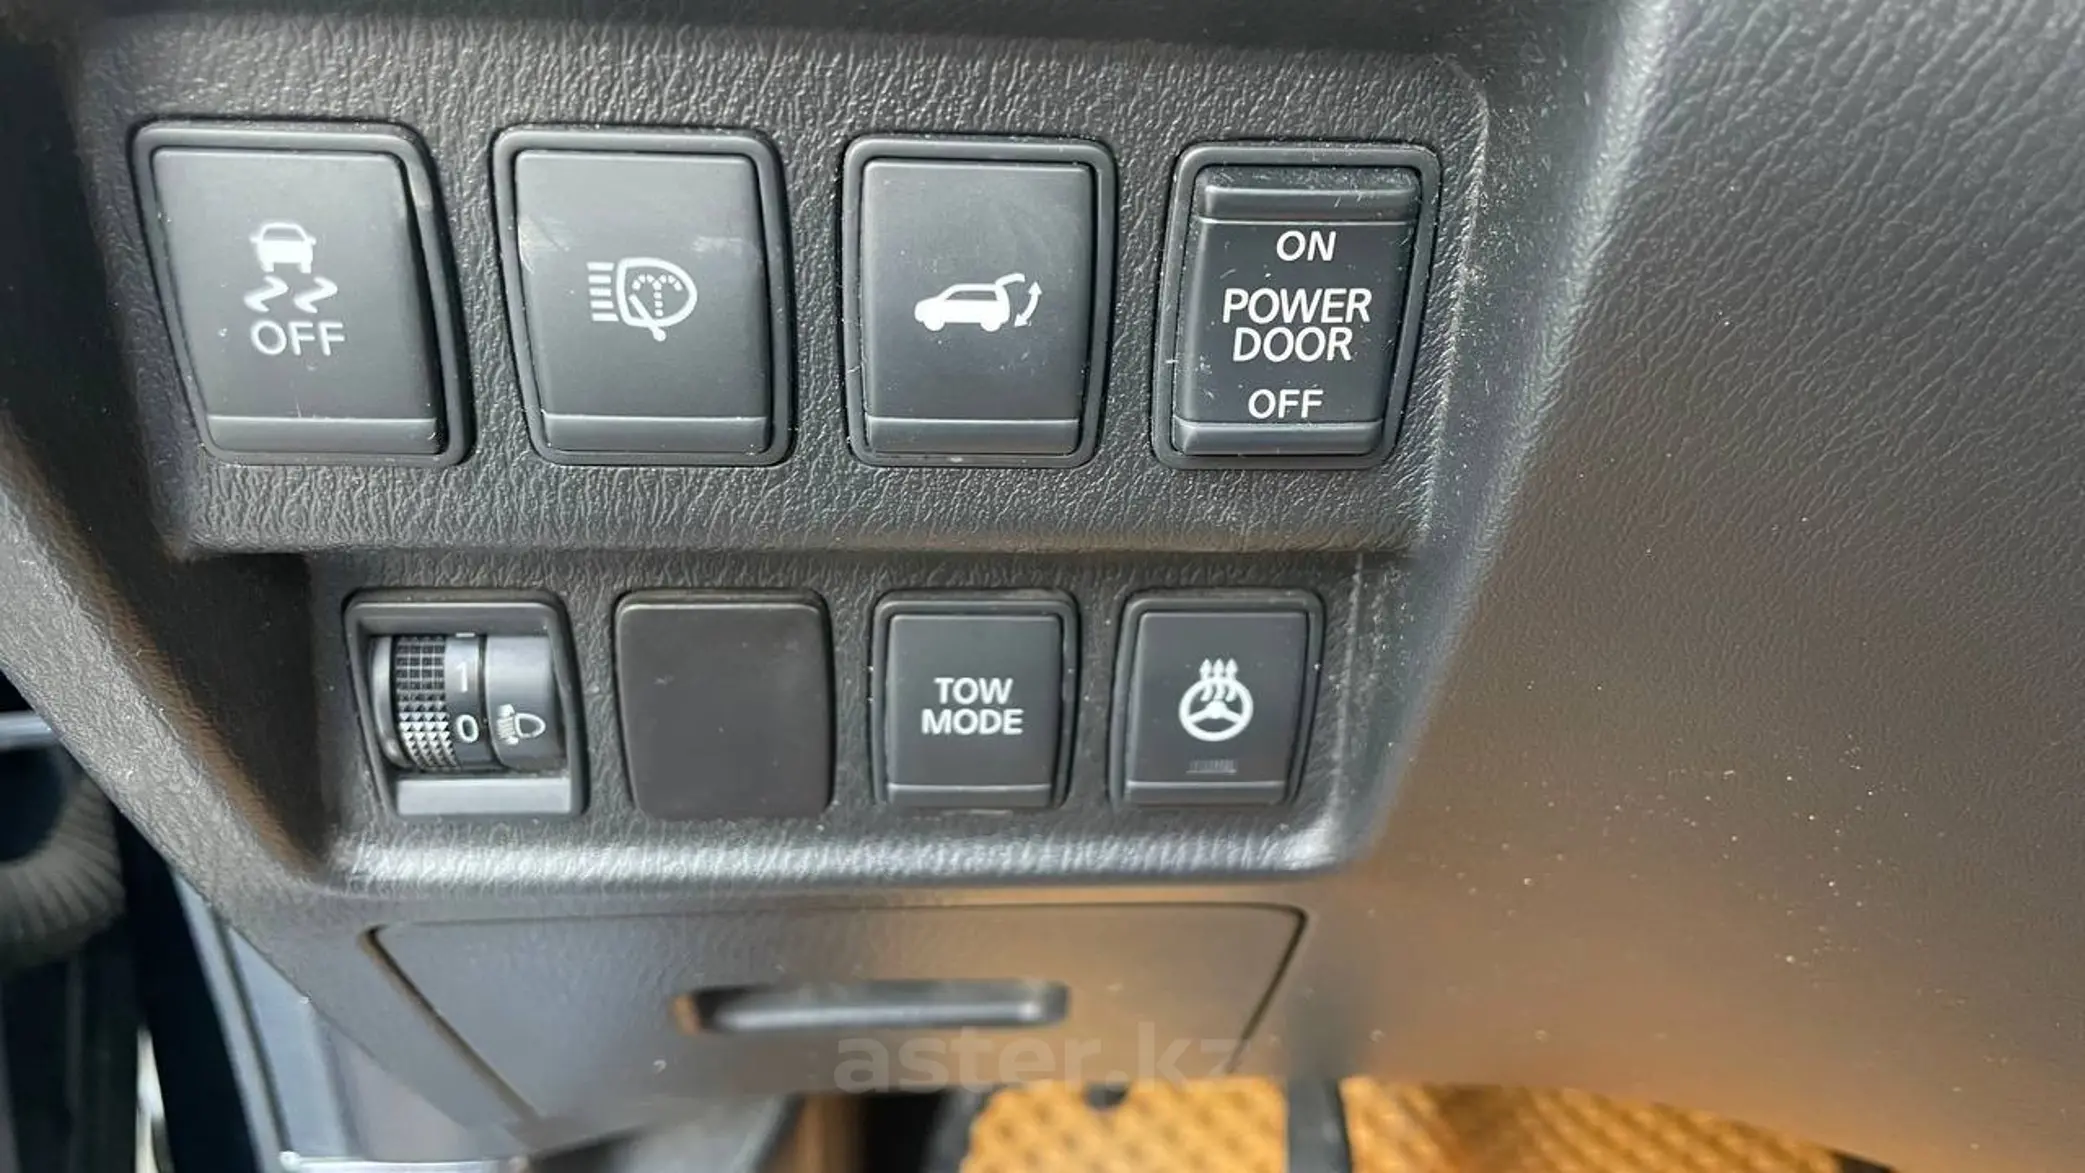 OFF
ON
POWER
DOOR
OFF
1
0
TOW
MODE
aster.kz